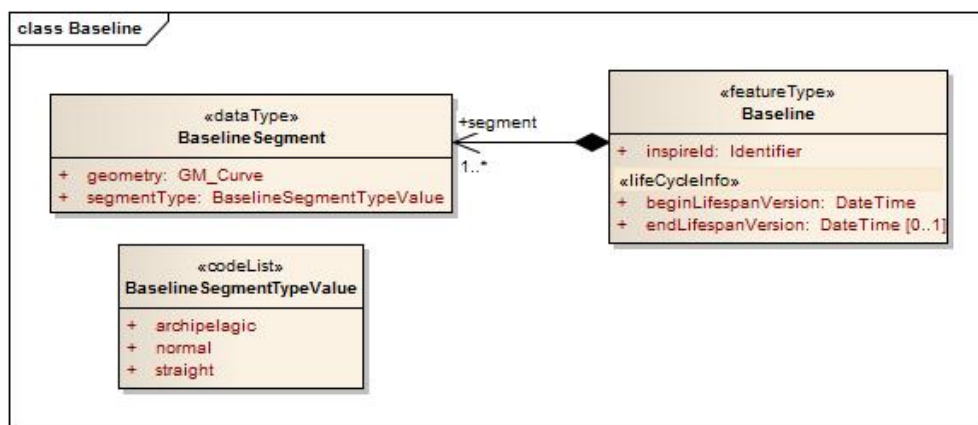 class Baseline
«dataType»
BaselineSegment
+ geometry: GM_Curve
+ segmentType: BaselineSegmentTypeValue
+segment
1..*
«featureType»
Baseline
+ inspireId: Identifier
«lifeCycleInfo»
+ beginLifespanVersion: DateTime
+ endLifespanVersion: DateTime [0..1]
«codeList»
BaselineSegmentTypeValue
+ archipelagic
+ normal
+ straight